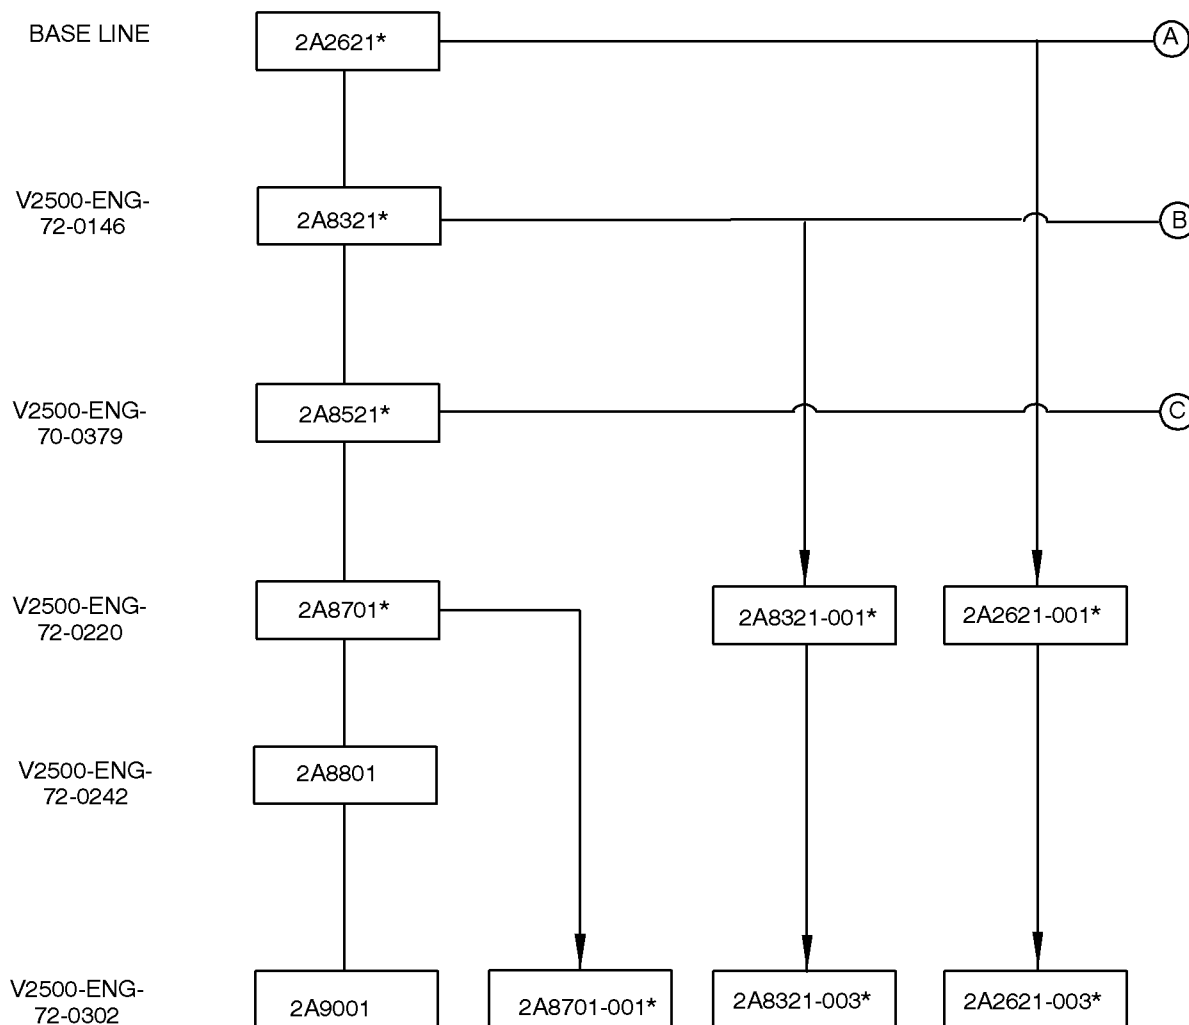 BASE LINE
2A2621*
A
V2500-ENG-
72-0146
2A8321*
B
V2500-ENG-
70-0379
2A8521*
C
V2500-ENG-
72-0220
2A8701*
2A8321-001*
2A2621-001*
V2500-ENG-
72-0242
2A8801
V2500-ENG-
72-0302
2A9001
2A8701-001*
2A8321-003*
2A2621-003*